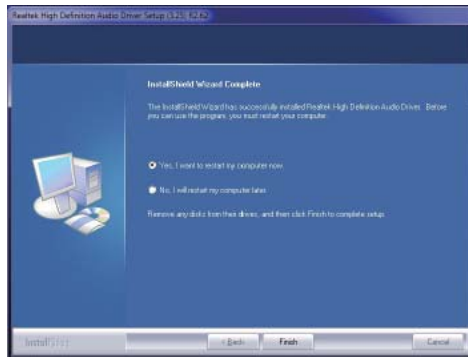 Realtek High Definition Audio Driver Setup (3.25) R2.62
InstallShield Wizard Complete
The InstallShield Wizard has successfully installed Realtek High Definition Audio Driver. Before
you can use the program, you must restart your computer.
Yes, I want to restart my computer now.
No, I will restart my computer later.
Remove any disks from their drives, and then click Finish to complete setup.
InstallShield
< Back
Finish
Cancel